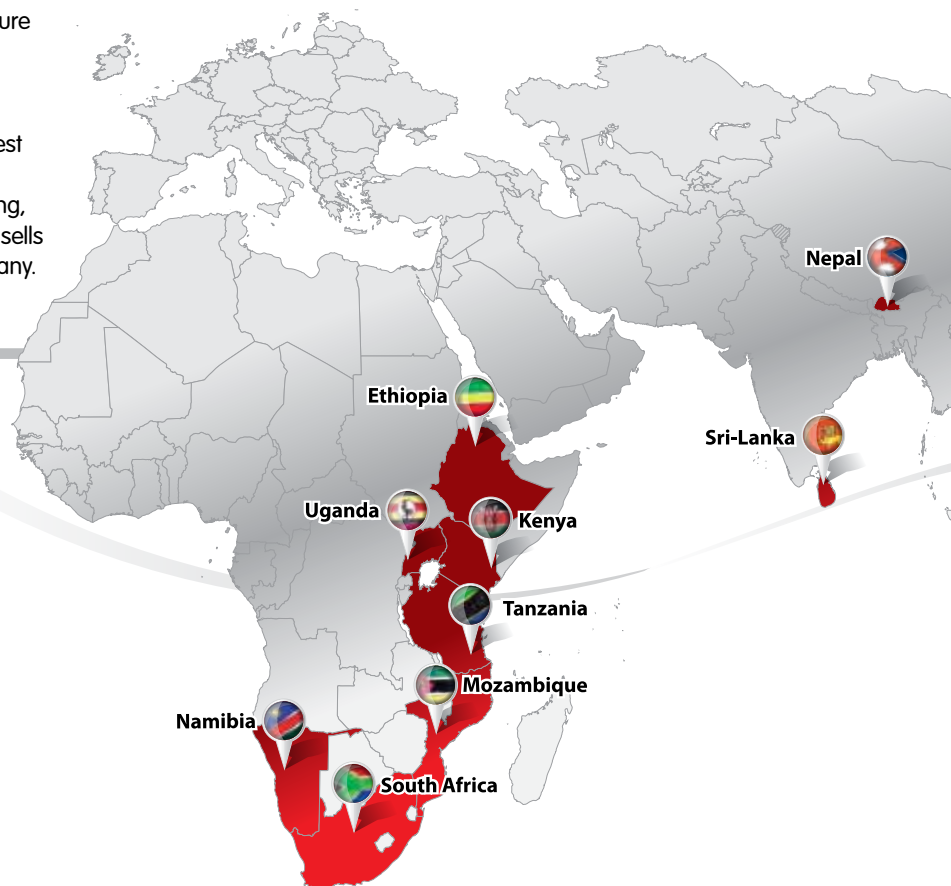 ure
est
ng,
sells
any.
Nepal
Ethiopia
Sri-Lanka
Uganda
Kenya
Tanzania
Mozambique
Namibia
South Africa